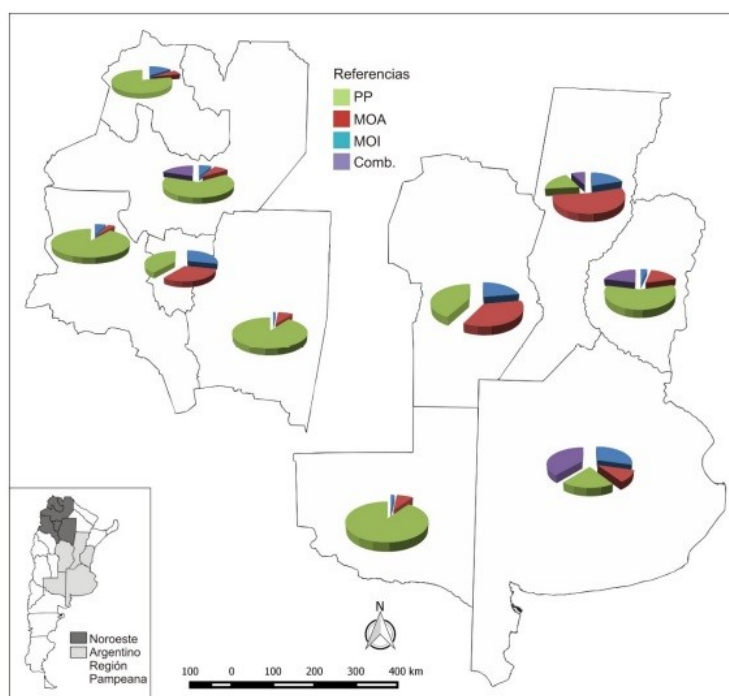 Referencias
PP
MOA
MOI
Comb.
Noroeste
Argentino
Región
Pampeana
N
100 0 100 200 300 400 km